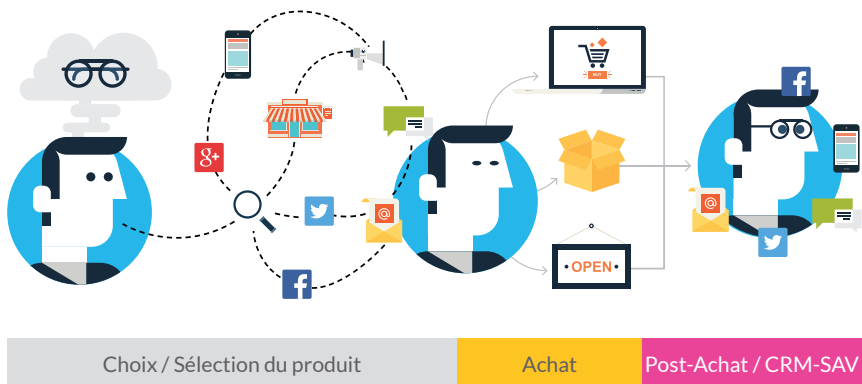 BUY
g+
@
OPEN
@
Choix / Sélection du produit
Achat
Post-Achat / CRM-SAV